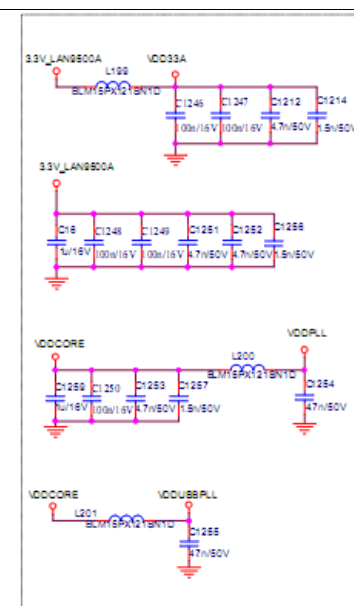 3.3V_LAN9500A
VDD33A
L199
BLM15PX121SN1D
C1246
C1247
C1212
C1214
100n/16V
100n/16V
4.7n/50V
1.5n/50V
3.3V_LAN9500A
C16
C1248
C1249
C1251
C1252
C1256
1u/16V
100n/16V
100n/16V
4.7n/50V
4.7n/50V
1.5n/50V
VDDCORE
VDDPLL
L200
BLM15PX121SN1D
C1259
C1250
C1253
C1257
C1254
1u/16V
100n/16V
4.7n/50V
1.5n/50V
47n/50V
VDDCORE
VDDUSBPLL
L201
BLM15PX121SN1D
C1255
47n/50V